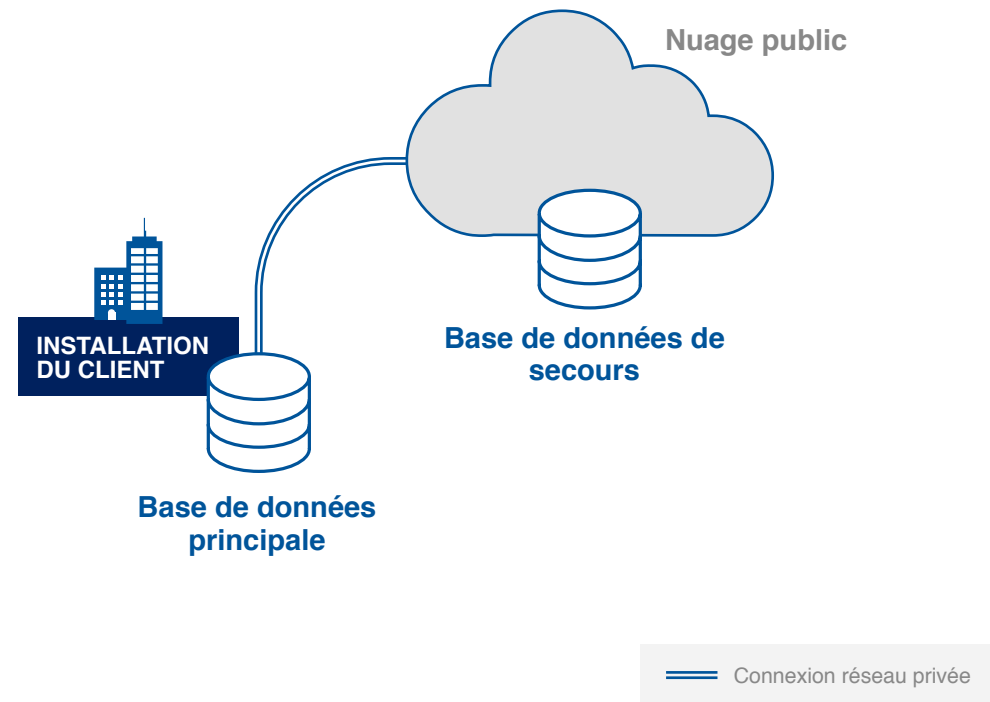 Nuage public
INSTALLATION
DU CLIENT
Base de données de
secours
Base de données
principale
Connexion réseau privée